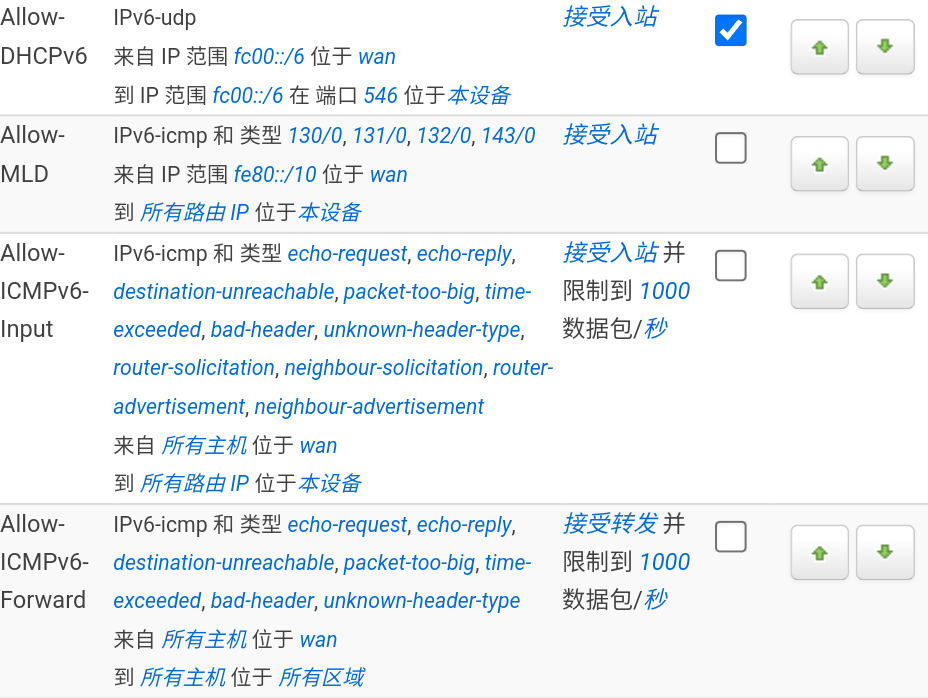 Allow-
DHCPv6
IPv6-udp
来自 IP 范围 fc00::/6 位于 wan
到 IP 范围 fc00::/6 在 端口 546 位于本设备
接受入站
Allow-
MLD
IPv6-icmp 和 类型 130/0, 131/0, 132/0, 143/0
来自 IP 范围 fe80::/10 位于 wan
到 所有路由 IP 位于本设备
接受入站
Allow-
ICMPv6-
Input
IPv6-icmp 和 类型 echo-request, echo-reply,
destination-unreachable, packet-too-big, time-
exceeded, bad-header, unknown-header-type,
router-solicitation, neighbour-solicitation, router-
advertisement, neighbour-advertisement
来自 所有主机 位于 wan
到 所有路由 IP 位于本设备
接受入站 并
限制到 1000
数据包/秒
Allow-
ICMPv6-
Forward
IPv6-icmp 和 类型 echo-request, echo-reply,
destination-unreachable, packet-too-big, time-
exceeded, bad-header, unknown-header-type
来自 所有主机 位于 wan
到 所有主机 位于 所有区域
接受转发 并
限制到 1000
数据包/秒